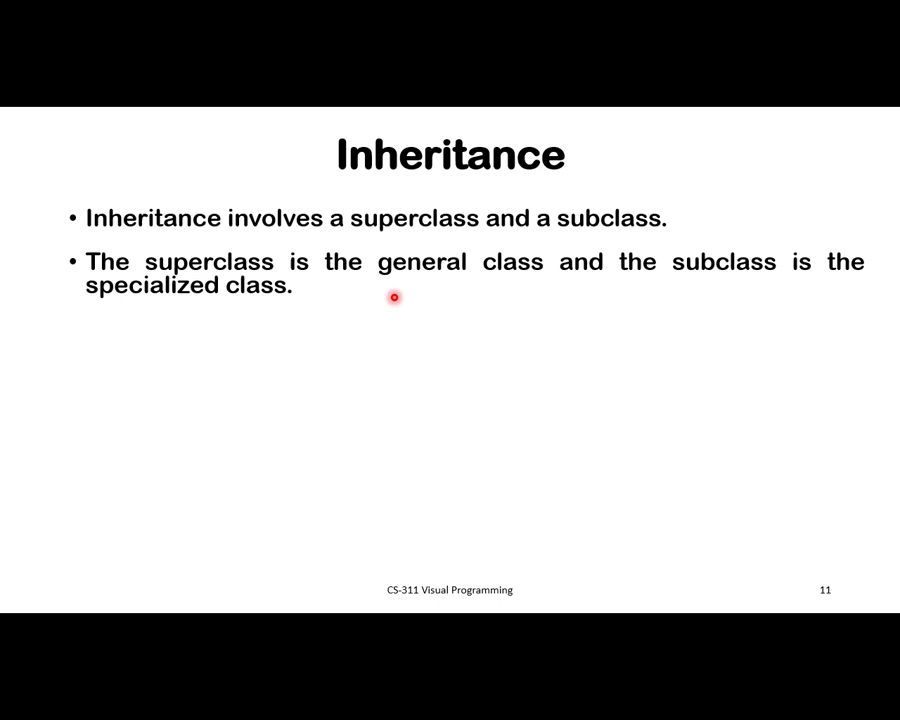 Inheritance
• Inheritance involves a superclass and a subclass.
• The superclass is the general class and the subclass is the
specialized class.
CS-311 Visual Programming
11